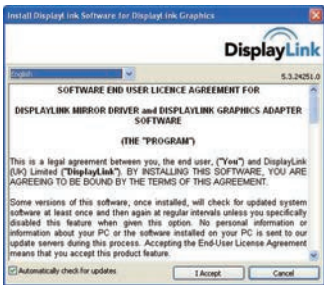 Install DisplayLink Software for DisplayLink Graphics
DisplayLink
English
5.3.24251.0
SOFTWARE END USER LICENCE AGREEMENT FOR
DISPLAYLINK MIRROR DRIVER and DISPLAYLINK GRAPHICS ADAPTER
SOFTWARE
(THE "PROGRAM")
This is a legal agreement between you, the end user, ("You") and DisplayLink
(UK) Limited ("DisplayLink"). BY INSTALLING THIS SOFTWARE, YOU ARE
AGREEING TO BE BOUND BY THE TERMS OF THIS AGREEMENT.
Some versions of this software, once installed, will check for updated system
software at least once and then again at regular intervals unless you specifically
disabled this feature when given this option. No personal information or
information about your PC or the software installed on your PC is sent to our
update servers during this process. Accepting the End-User License Agreement
means that you accept this product feature.
Automatically check for updates
I Accept
Cancel